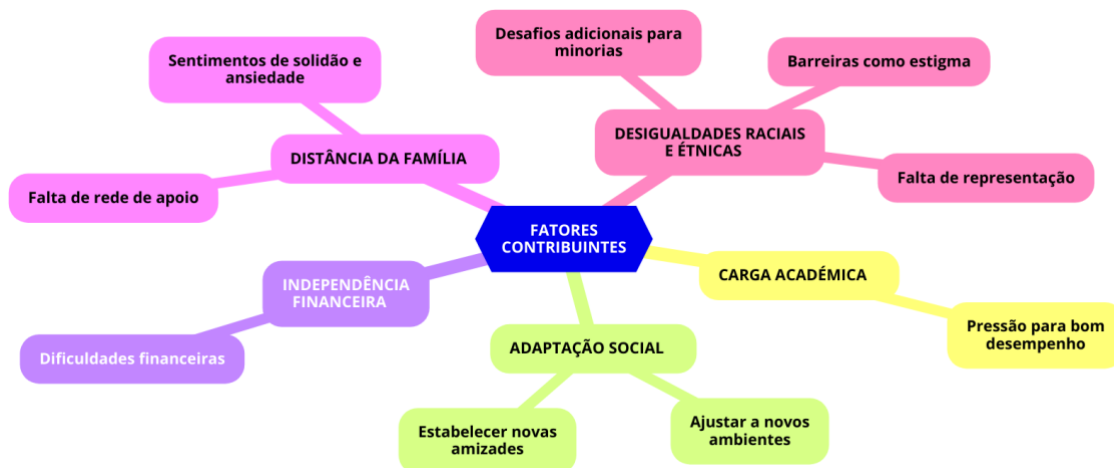 Desafios adicionais para
minorias
Sentimentos de solidão e
ansiedade
Barreiras como estigma
DESIGUALDADES RACIAIS
E ÉTNICAS
DISTÂNCIA DA FAMÍLIA
Falta de representação
Falta de rede de apoio
FATORES
CONTRIBUINTES
CARGA ACADÉMICA
INDEPENDÊNCIA
FINANCEIRA
Pressão para bom
desempenho
ADAPTAÇÃO SOCIAL
Dificuldades financeiras
Ajustar a novos
ambientes
Estabelecer novas
amizades